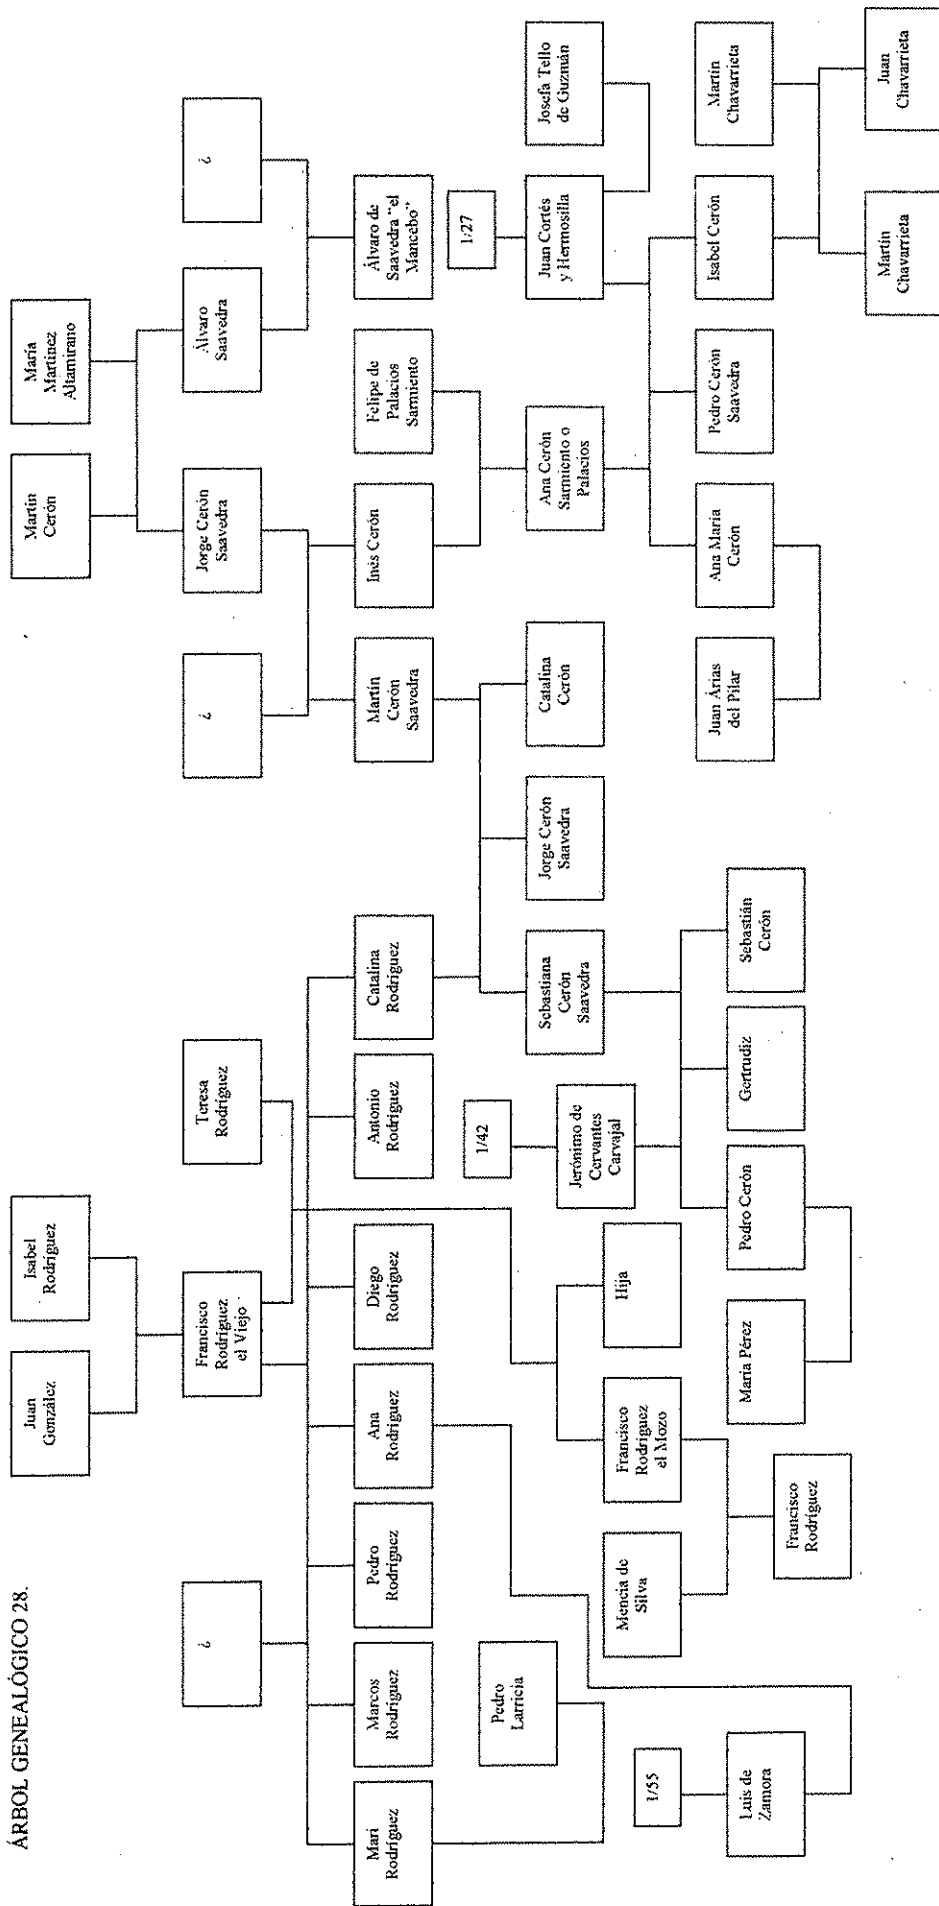 ÁRBOL GENEALÓGICO 28.
Juan
González
Isabel
Rodríguez
Martín
Cerón
María
Martínez
Altamirano
¿
Francisco
Rodríguez
el Viejo
Teresa
Rodríguez
¿
Jorge Cerón
Saavedra
Álvaro
Saavedra
¿
Mari
Rodríguez
Marcos
Rodríguez
Pedro
Rodríguez
Ana
Rodríguez
Diego
Rodríguez
Antonio
Rodríguez
Catalina
Rodríguez
Martín
Cerón
Saavedra
Inés Cerón
Felipe de
Palacios
Sarmiento
Álvaro de
Saavedra "el
Mancebo"
1/42
1/27
Pedro
Larricia
Jerónimo de
Cervantes
Carvajal
Sebastiana
Cerón
Saavedra
Jorge Cerón
Saavedra
Catalina
Cerón
Ana Cerón
Sarmiento o
Palacios
Juan Cortés
y Hermosilla
Josefa Tello
de Guzmán
1/55
Mencia de
Silva
Francisco
Rodríguez
el Mozo
Hija
Luis de
Zamora
María Pérez
Pedro Cerón
Gertrudiz
Sebastián
Cerón
Juan Árias
del Pilar
Ana María
Cerón
Pedro Cerón
Saavedra
Isabel Cerón
Martín
Chavarrieta
Francisco
Rodríguez
Martín
Chavarrieta
Juan
Chavarrieta